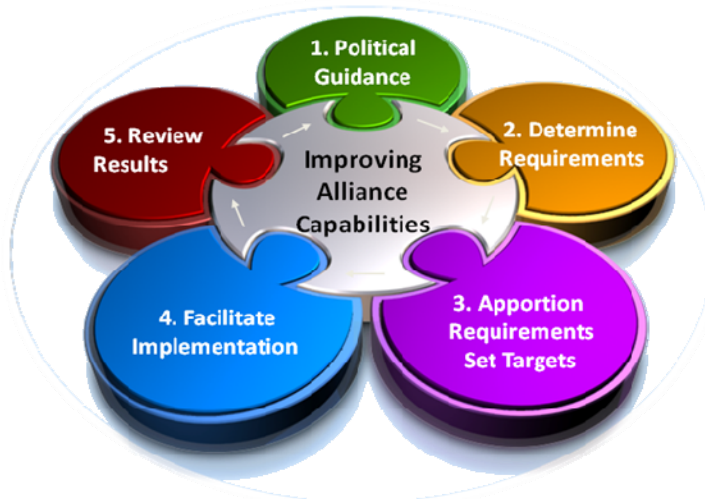 1. Political
Guidance
2. Determine
Requirements
3. Apportion
Requirements
Set Targets
4. Facilitate
Implementation
5. Review
Results
Improving
Alliance
Capabilities